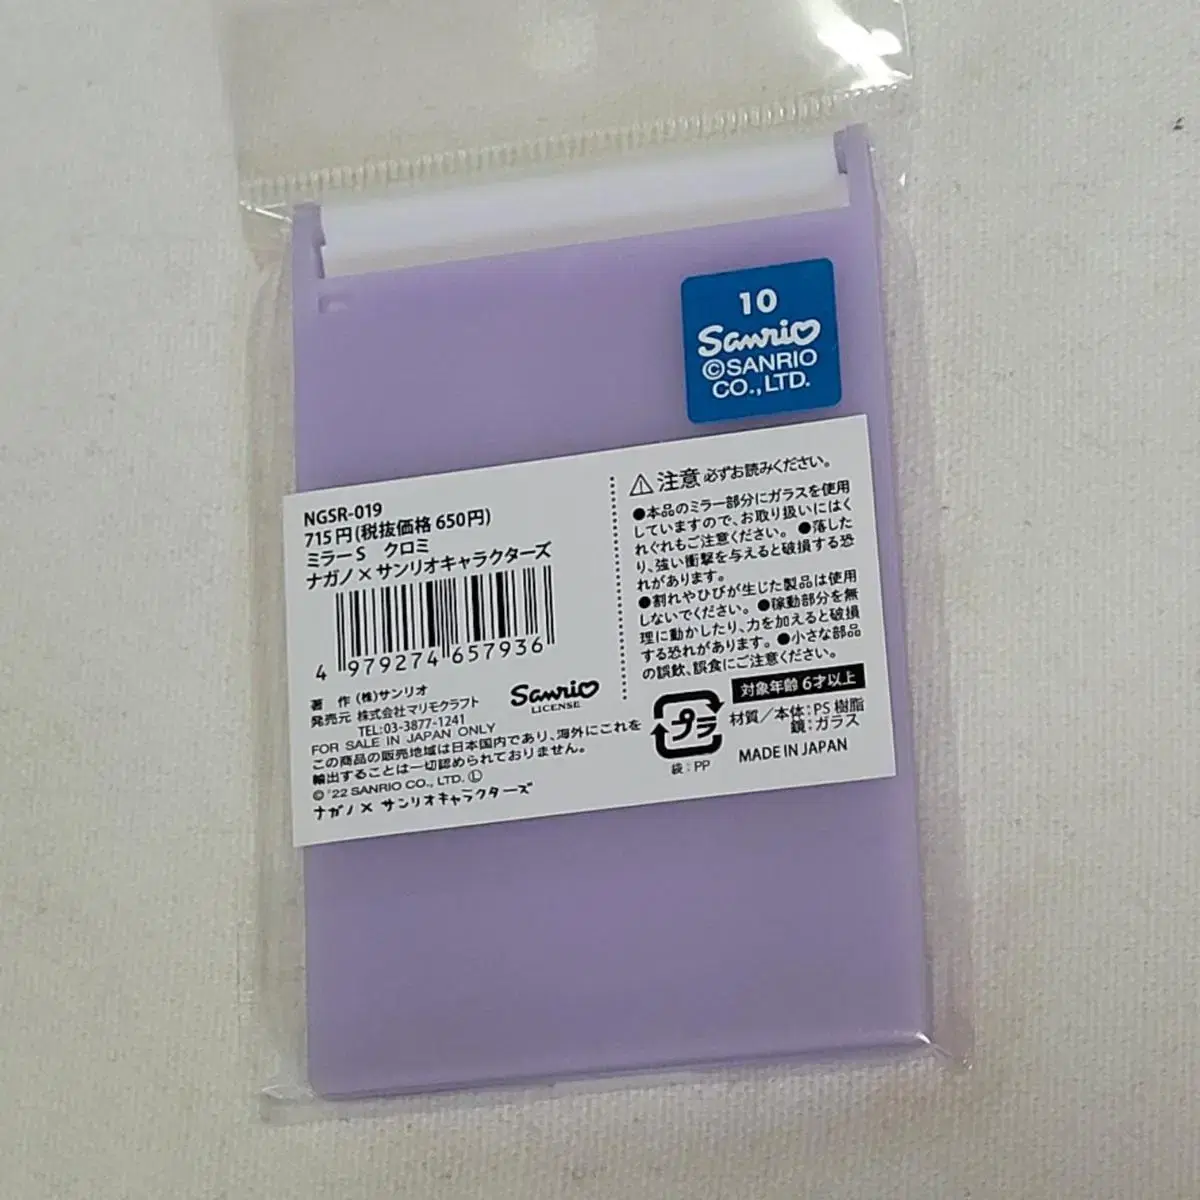 10
Sanrio
©SANRIO
CO.,LTD.
NGSR-019
715円(税抜価格 650円)
ミラーS クロミ
ナガノ×サンリオキャラクターズ
4 979274 657936
著 作 (株)サンリオ
発売元 株式会社マリモクラフト
TEL:03-3877-1241
Sanrio
LICENSE
FOR SALE IN JAPAN ONLY
この商品の販売地域は日本国内であり、海外にこれを
輸出することは一切認められておりません。
©'22 SANRIO CO., LTD. Ⓛ
ナガノ× サンリオキャラクターズ
⚠注意 必ずお読みください。
●本品のミラー部分にガラスを使用
していますので、お取り扱いにはく
れぐれもご注意ください。●落した
り、強い衝撃を与えると破損する恐
れがあります。
●割れやひびが生じた製品は使用
しないでください。●稼動部分を無
理に動かしたり、力を加えると破損
する恐れがあります。●小さな部品
の誤飲、誤食にご注意ください。
対象年齢 6才以上
プラ
袋:PP
材質／本体:PS 樹脂
鏡:ガラス
MADE IN JAPAN